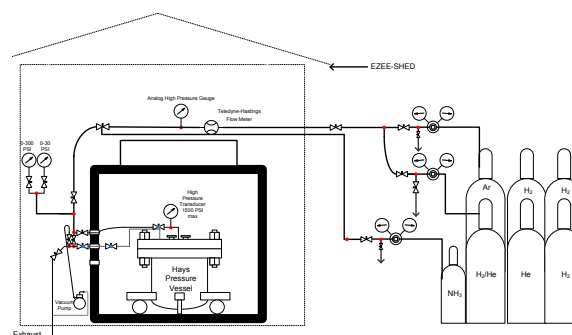 EZEE-SHED
Analog High Pressure Gauge
Teledyne-Hastings
Flow Meter
0-300
PSI
0-30
PSI
High
Pressure
Transducer
1500 PSI
max
Ar
H2
H2
Hays
Pressure
Vessel
H2/He
He
H2
NH3
Vacuum
Pump
Exhaust